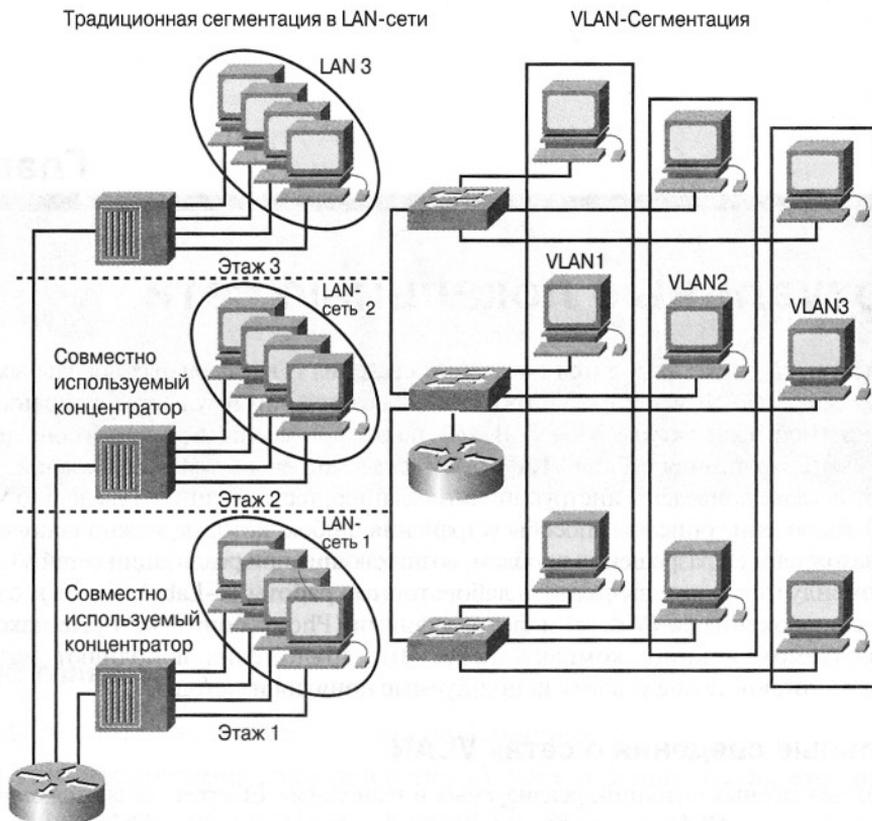 Традиционная сегментация в LAN-сети
VLAN-Сегментация
LAN 3
Этаж 3
LAN-
сеть 2
VLAN1
VLAN2
VLAN3
Совместно
используемый
концентратор
Этаж 2
LAN-
сеть 1
Совместно
используемый
концентратор
Этаж 1